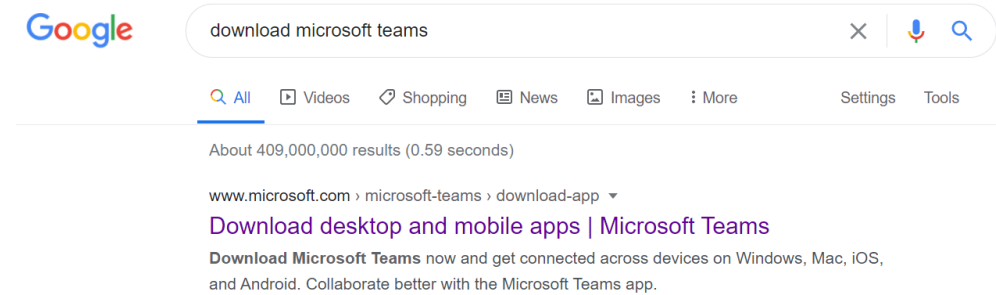 Google
download microsoft teams
All Videos Shopping News Images More Settings Tools
About 409,000,000 results (0.59 seconds)
www.microsoft.com › microsoft-teams › download-app
Download desktop and mobile apps | Microsoft Teams
Download Microsoft Teams now and get connected across devices on Windows, Mac, iOS,
and Android. Collaborate better with the Microsoft Teams app.